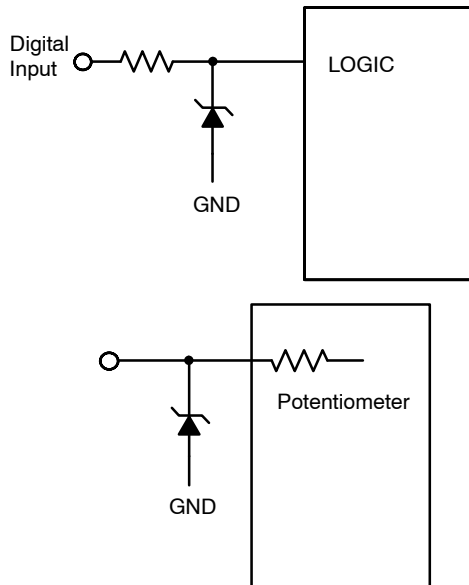 Digital
Input
LOGIC
GND
Potentiometer
GND